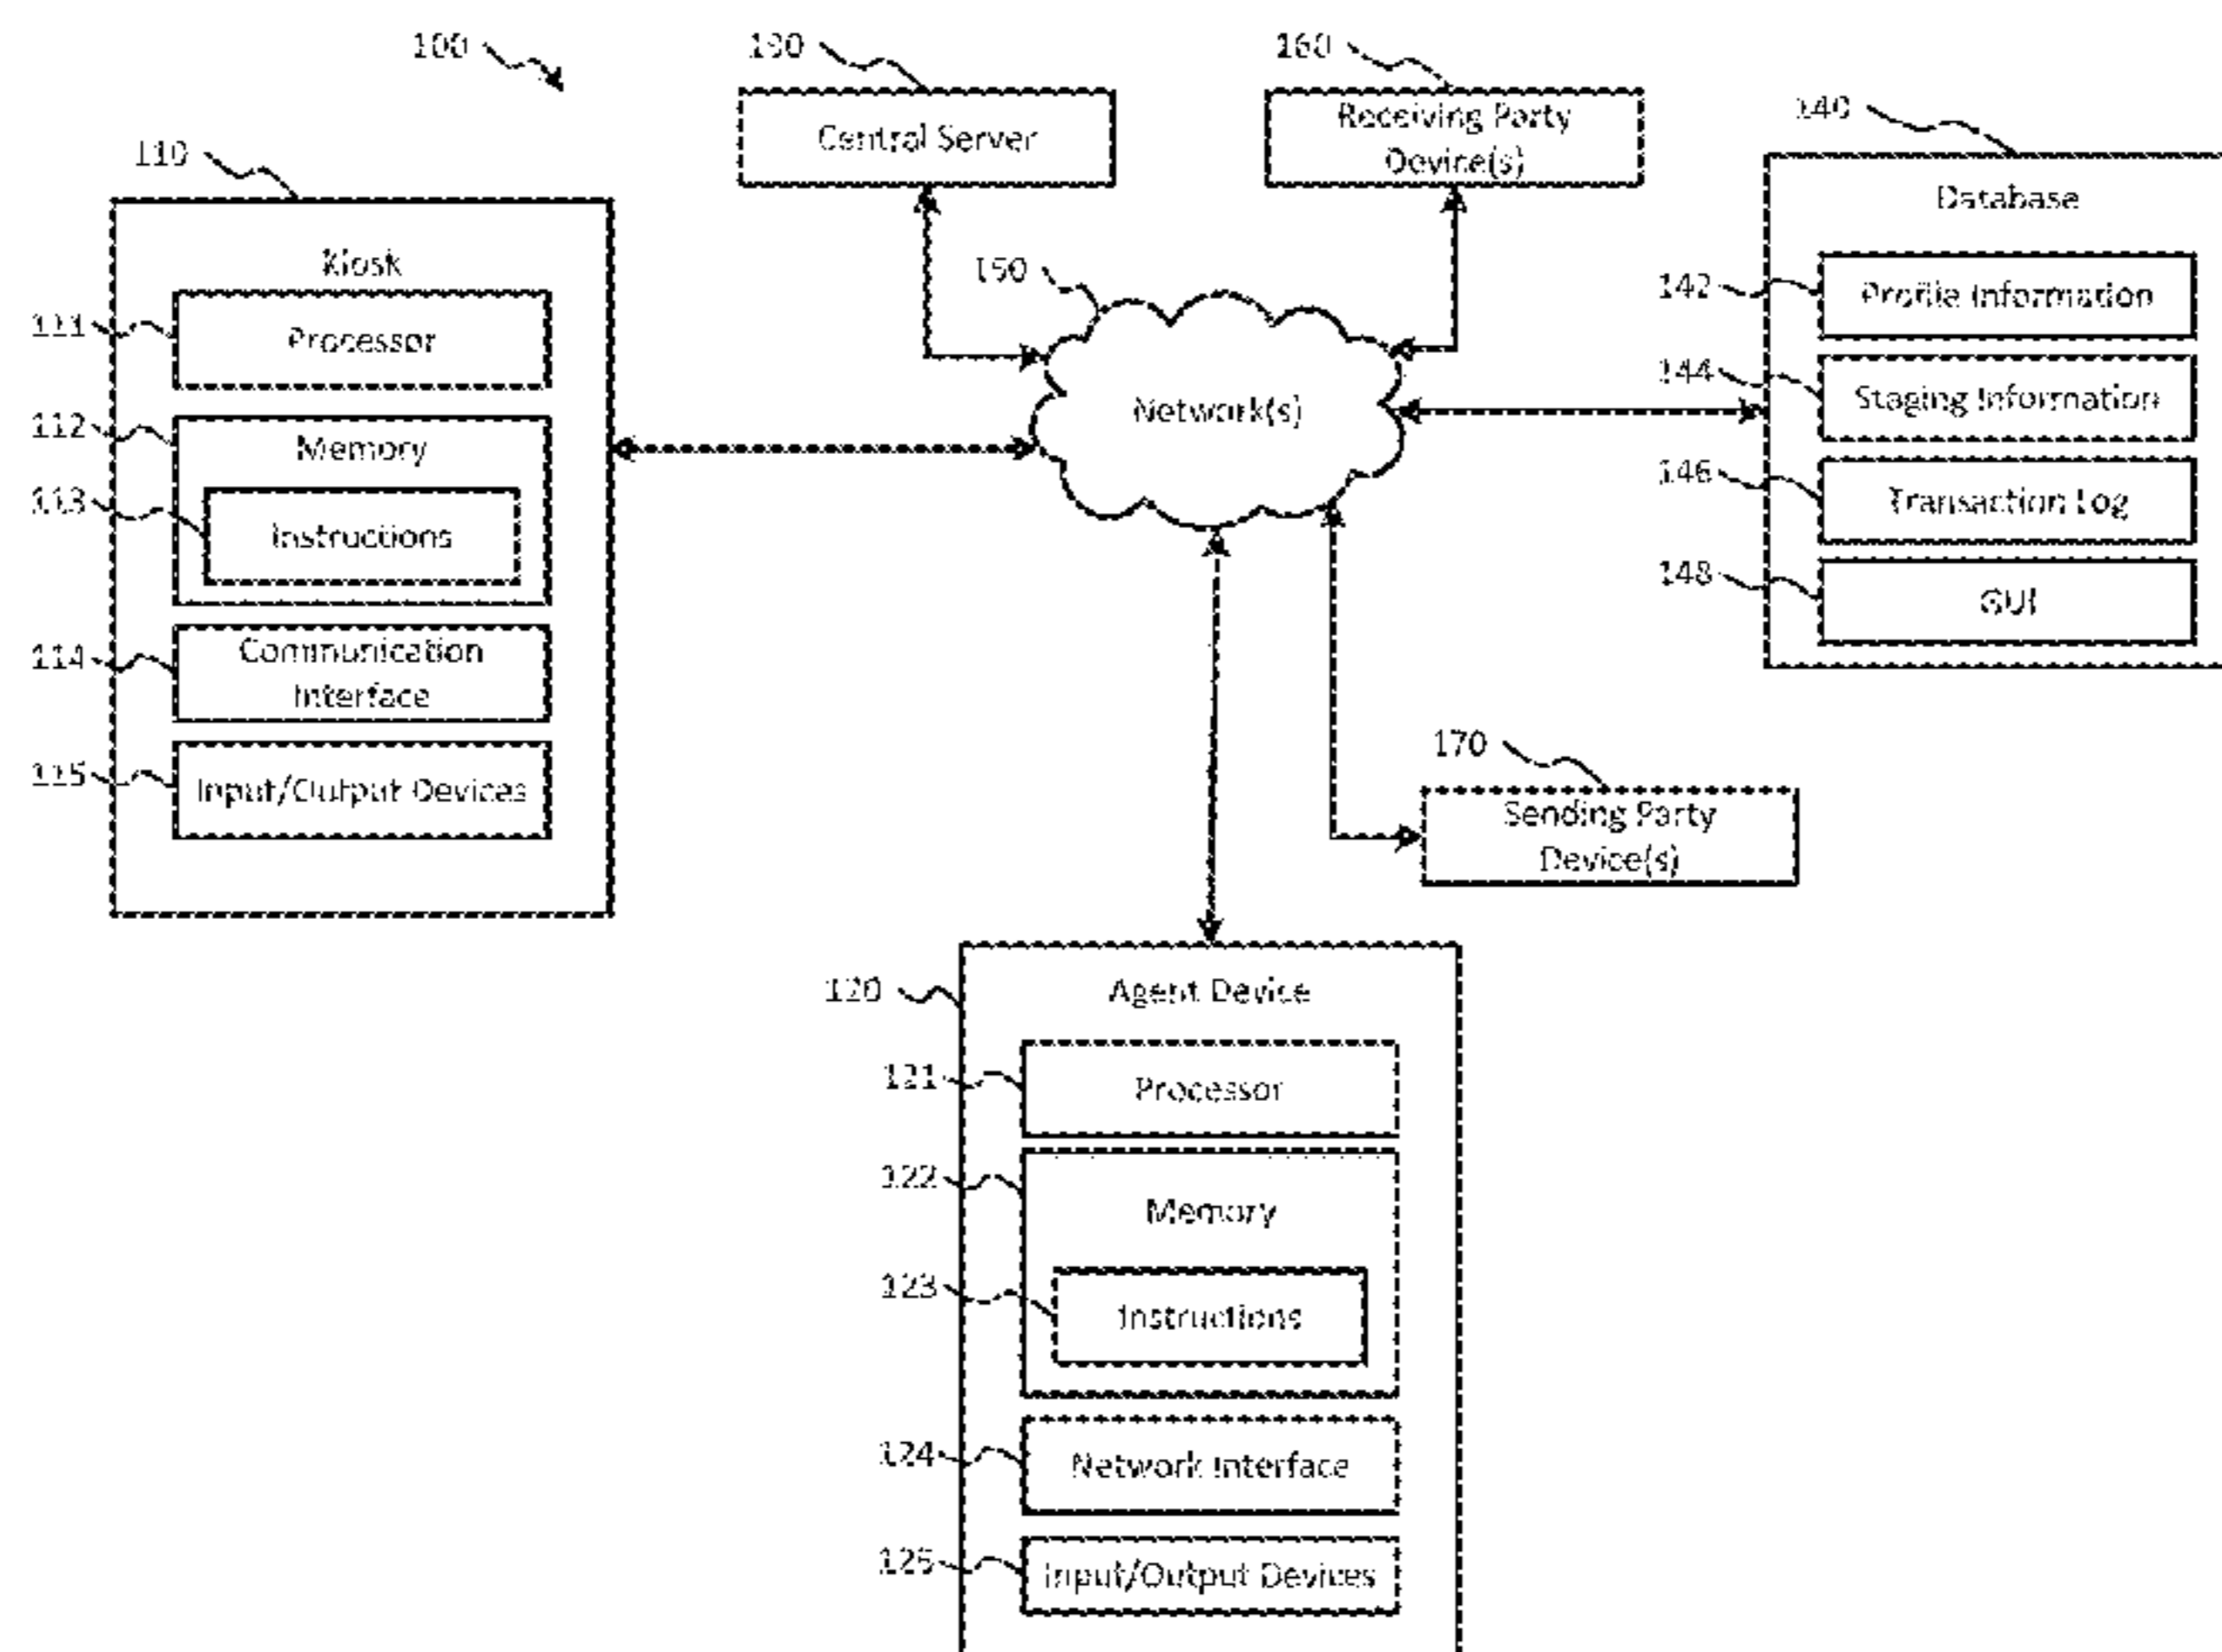 100
190
160
140
110
Central Server
Receiving Party
Device(s)
Database
Kiosk
150
142
Profile Information
111
Processor
144
Staging Information
112
Memory
Network(s)
146
Transaction Log
113
Instructions
148
GUI
114
Communication
Interface
115
Input/Output Devices
170
Sending Party
Device(s)
120
Agent Device
121
Processor
122
Memory
123
Instructions
124
Network Interface
125
Input/Output Devices